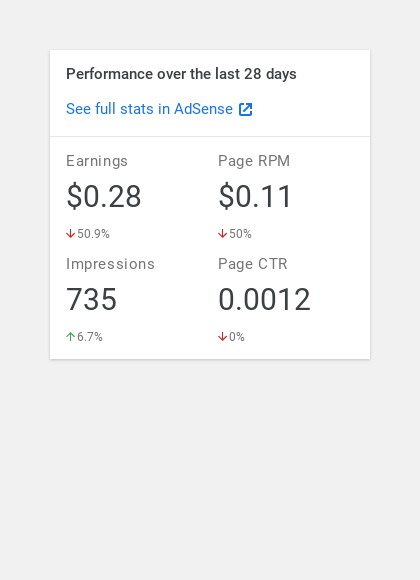 Performance over the last 28 days
See full stats in AdSense
Earnings Page RPM
$0.28 $0.11
50.9% 50%
Impressions Page CTR
735 0.0012
6.7% 0%